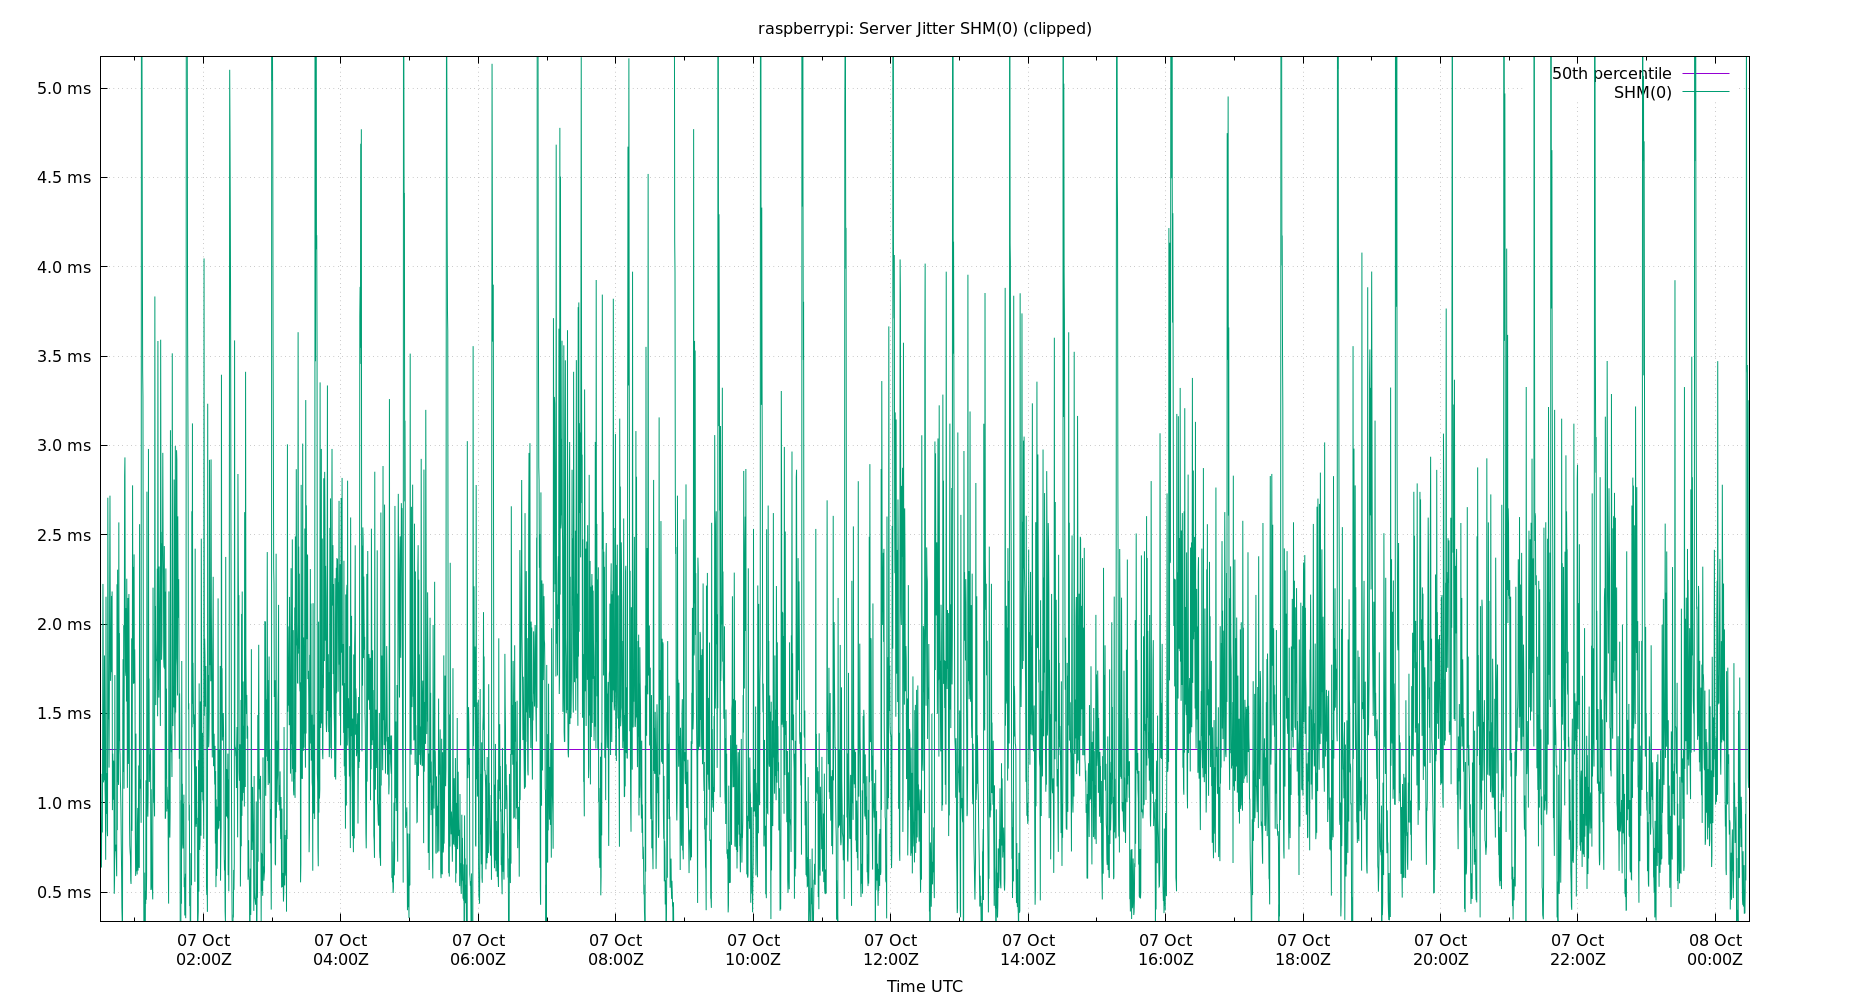 raspberrypi: Server Jitter SHM(0) (clipped)
50th percentile
SHM(0)
5.0 ms
4.5 ms
4.0 ms
3.5 ms
3.0 ms
2.5 ms
2.0 ms
1.5 ms
1.0 ms
0.5 ms
07 Oct 07 Oct 07 Oct 07 Oct 07 Oct 07 Oct 07 Oct 07 Oct 07 Oct 07 Oct 07 Oct 08 Oct
02:00Z 04:00Z 06:00Z 08:00Z 10:00Z 12:00Z 14:00Z 16:00Z 18:00Z 20:00Z 22:00Z 00:00Z
Time UTC